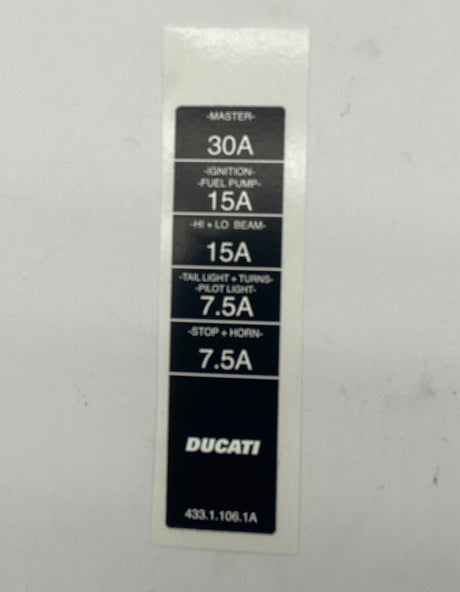 -MASTER-
30A
-IGNITION-
-FUEL PUMP-
15A
-HI + LO BEAM-
15A
-TAIL LIGHT + TURNS-
-PILOT LIGHT-
7.5A
-STOP + HORN-
7.5A
DUCATI
433.1.106.1A